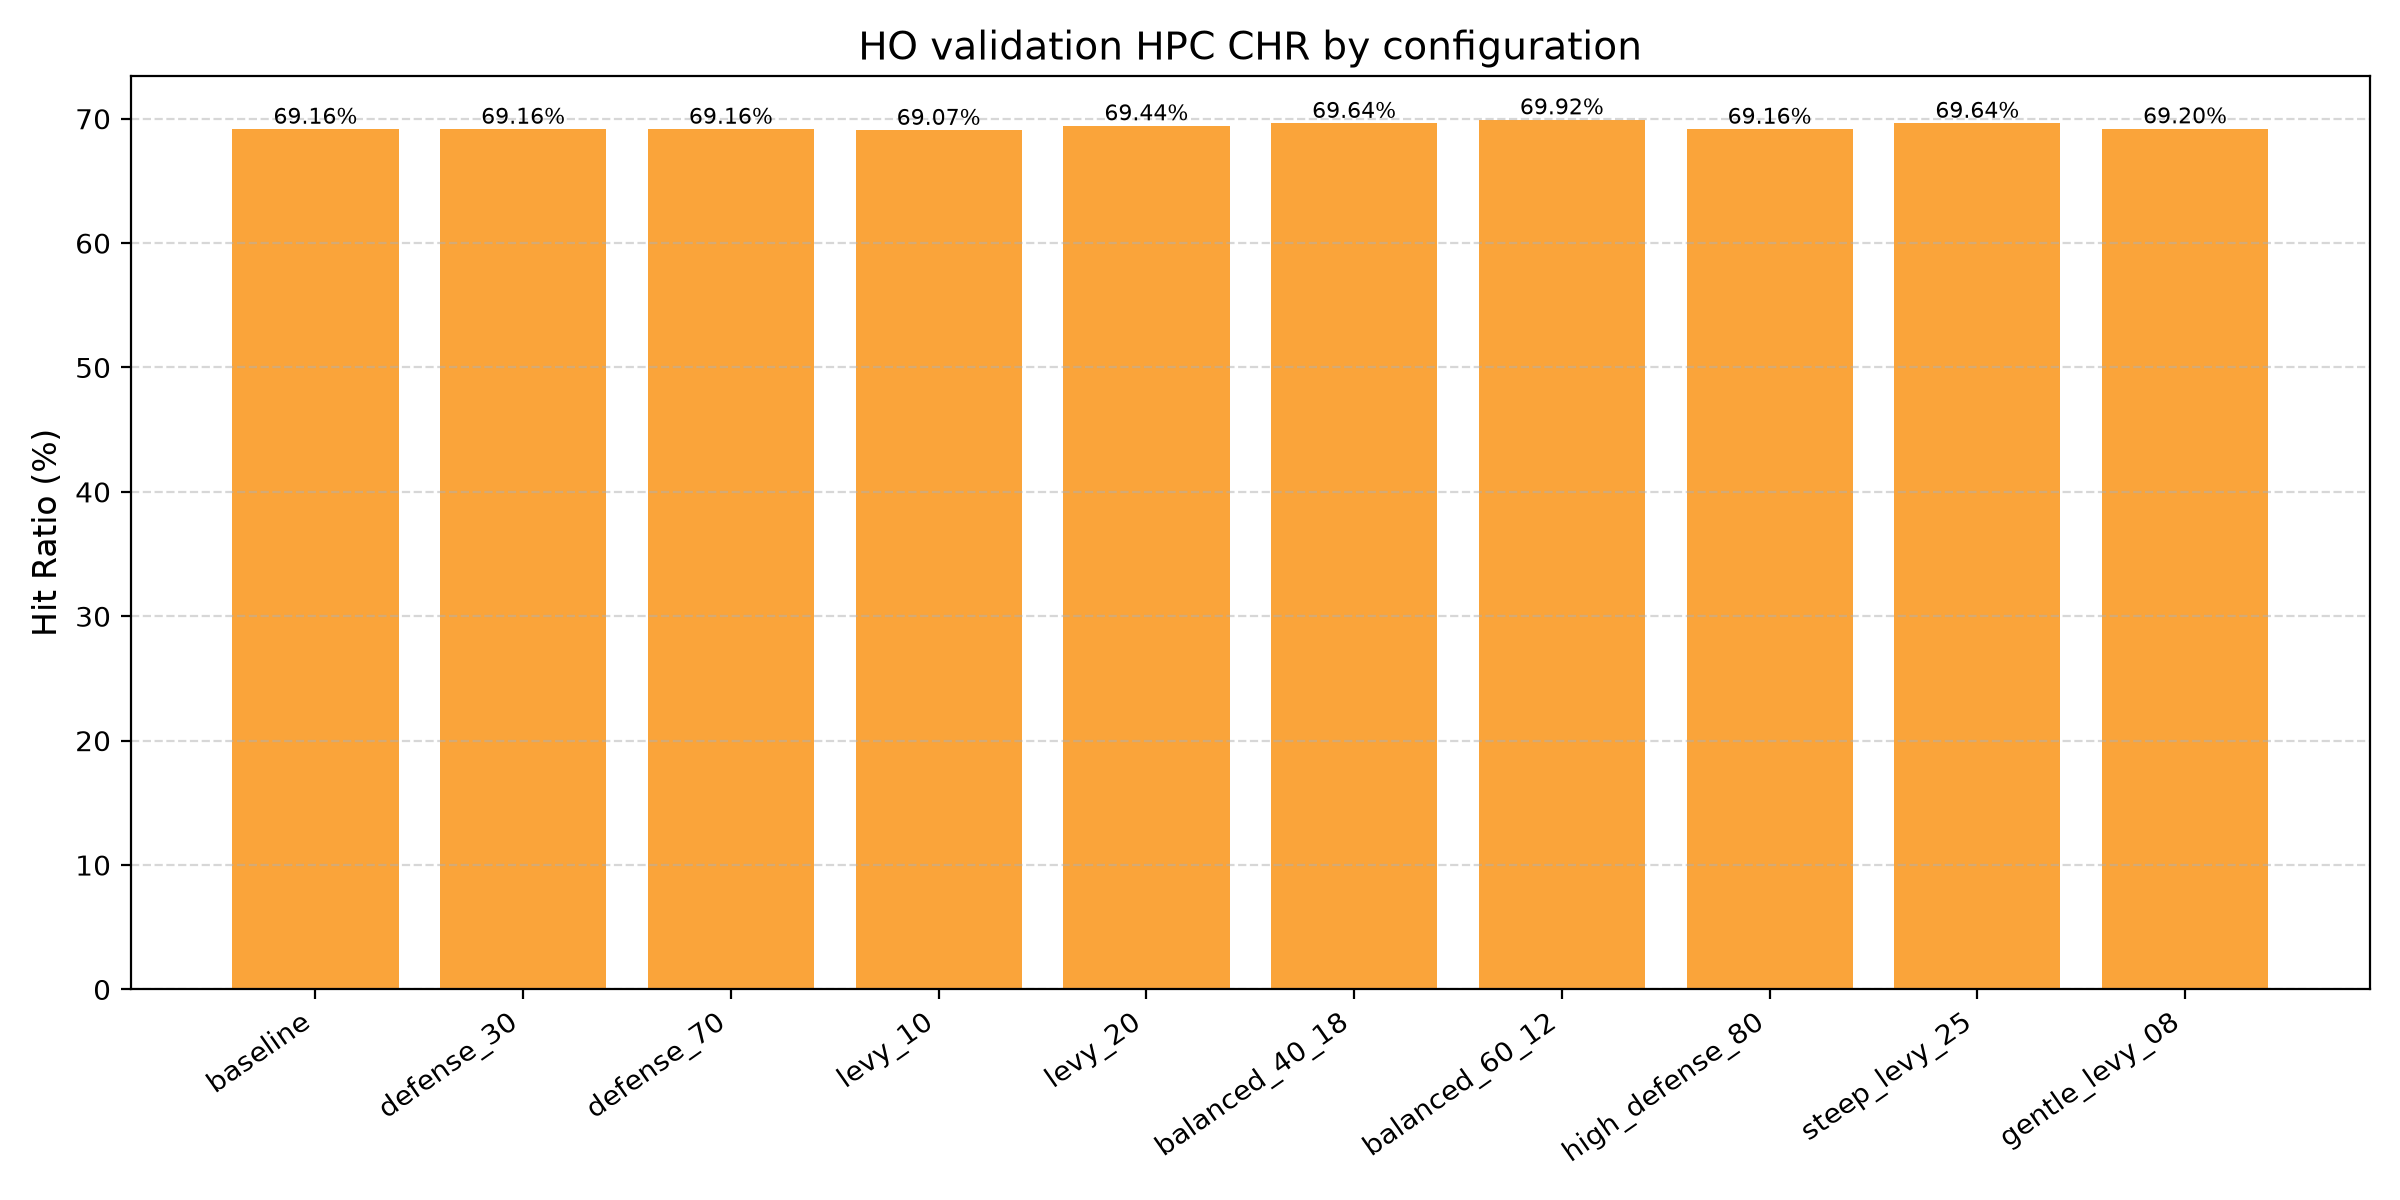 HO validation HPC CHR by configuration
Hit Ratio (%)
70
60
50
40
30
20
10
0
69.16%
69.16%
69.16%
69.07%
69.44%
69.64%
69.92%
69.16%
69.64%
69.20%
baseline
defense_30
defense_70
levy_10
levy_20
balanced_40_18
balanced_60_12
high_defense_80
steep_levy_25
gentle_levy_08